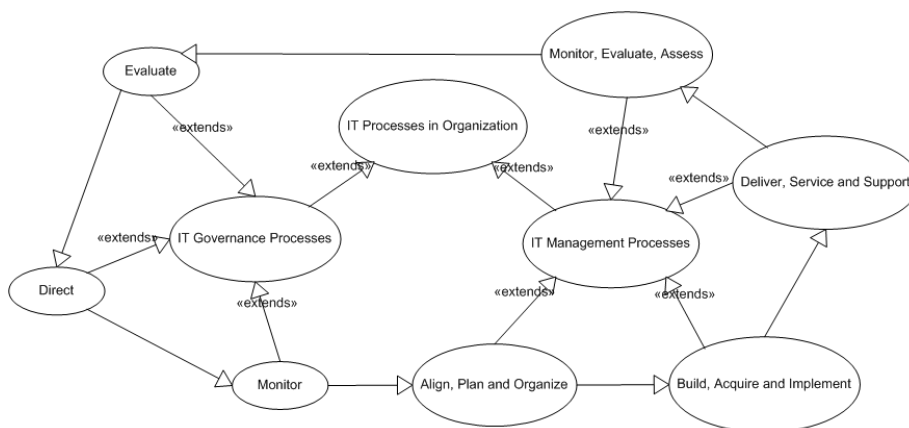 Monitor, Evaluate, Assess
Evaluate
«extends»
«extends»
IT Processes in Organization
«extends»
«extends»
«extends»
Deliver, Service and Support
«extends»
IT Governance Processes
IT Management Processes
Direct
«extends»
«extends»
«extends»
Monitor
Align, Plan and Organize
Build, Acquire and Implement